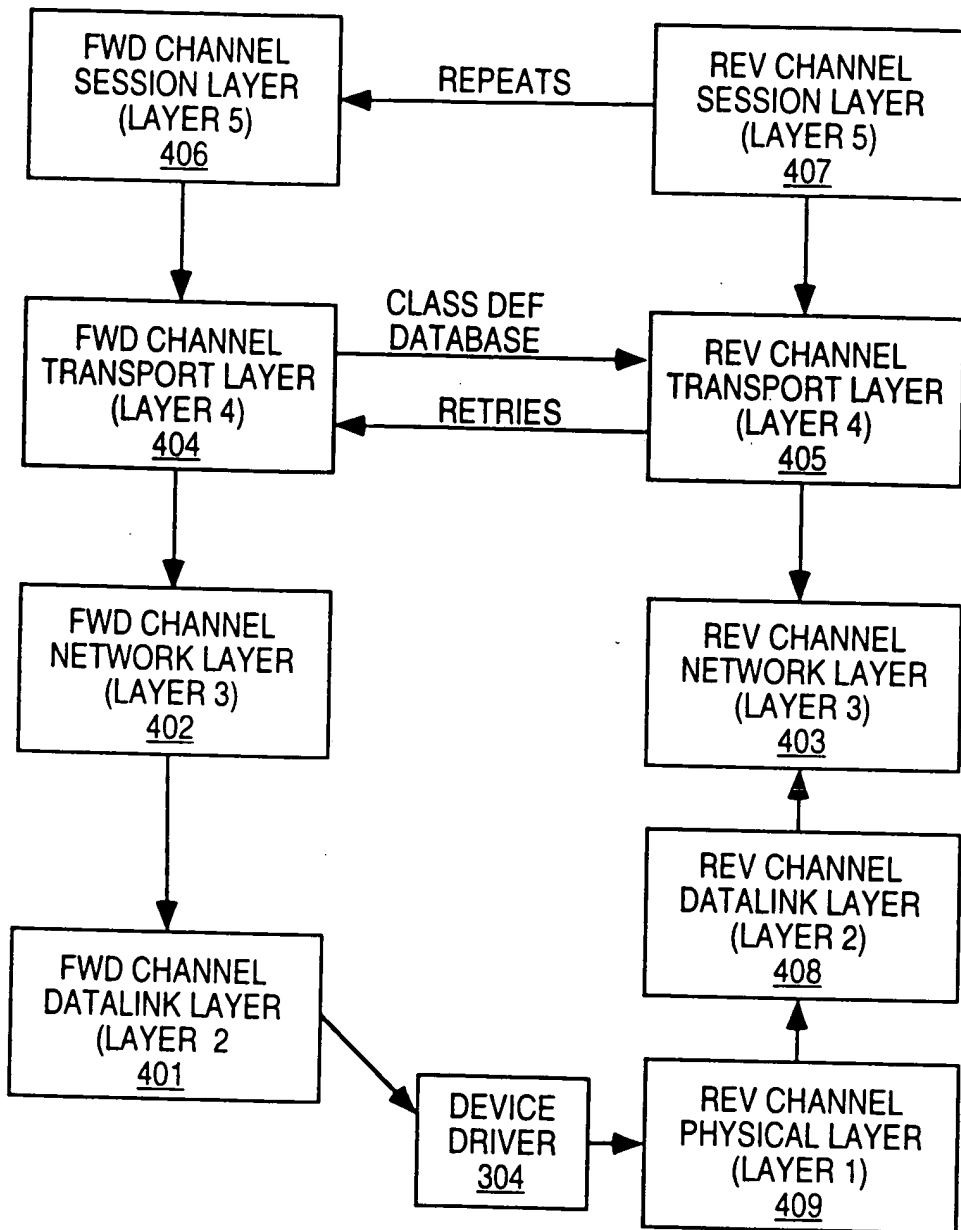 FWD CHANNEL
SESSION LAYER
(LAYER 5)
406
REPEATS
REV CHANNEL
SESSION LAYER
(LAYER 5)
407
FWD CHANNEL
TRANSPORT LAYER
(LAYER 4)
404
CLASS DEF
DATABASE
RETRIES
REV CHANNEL
TRANSPORT LAYER
(LAYER 4)
405
FWD CHANNEL
NETWORK LAYER
(LAYER 3)
402
REV CHANNEL
NETWORK LAYER
(LAYER 3)
403
REV CHANNEL
DATALINK LAYER
(LAYER 2)
408
FWD CHANNEL
DATALINK LAYER
(LAYER 2
401
DEVICE
DRIVER
304
REV CHANNEL
PHYSICAL LAYER
(LAYER 1)
409